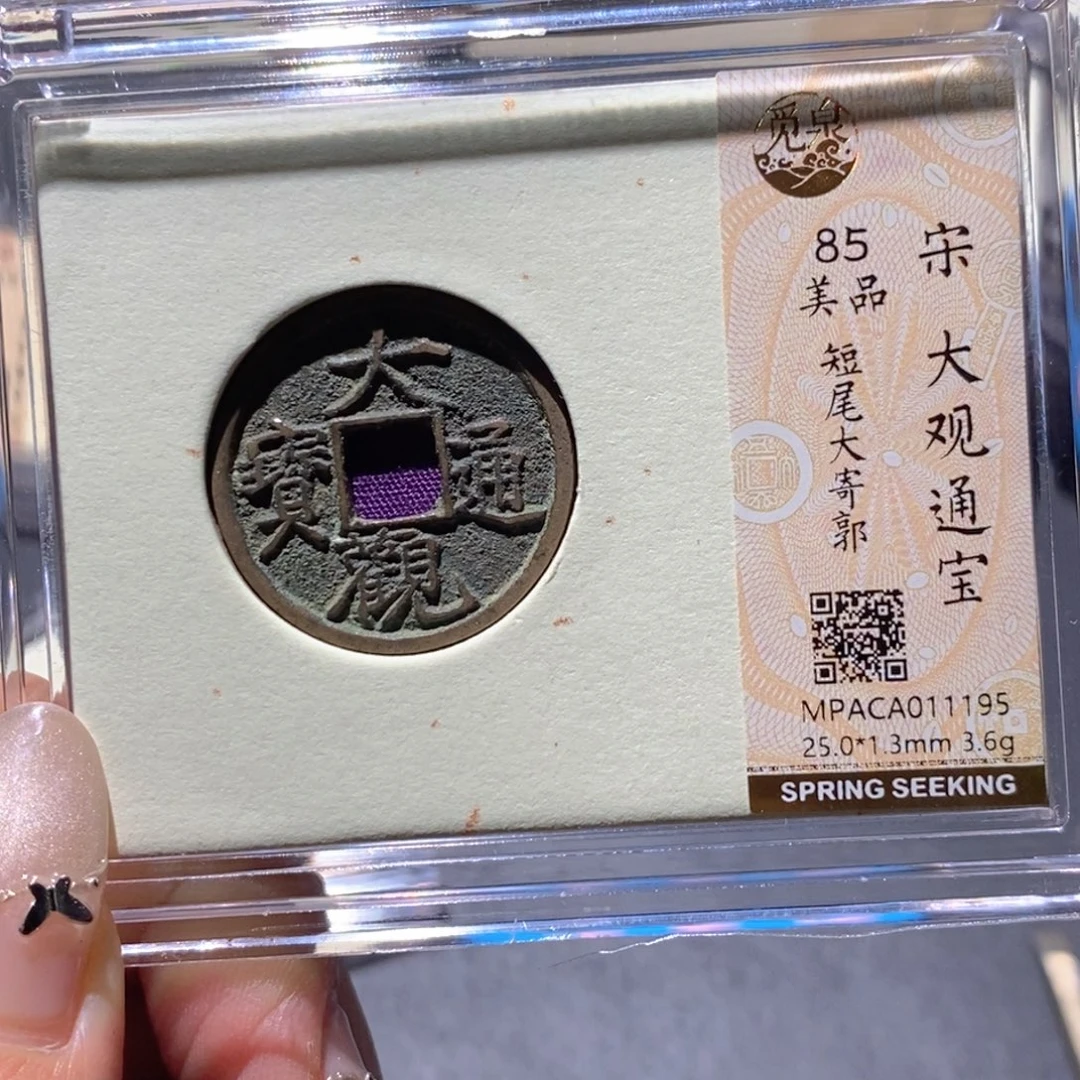 大觀通寶
觅泉
宋 大观通宝
85
美品
短尾大寄郭
MPACA011195
25.0*1.3mm 3.6g
SPRING SEEKING